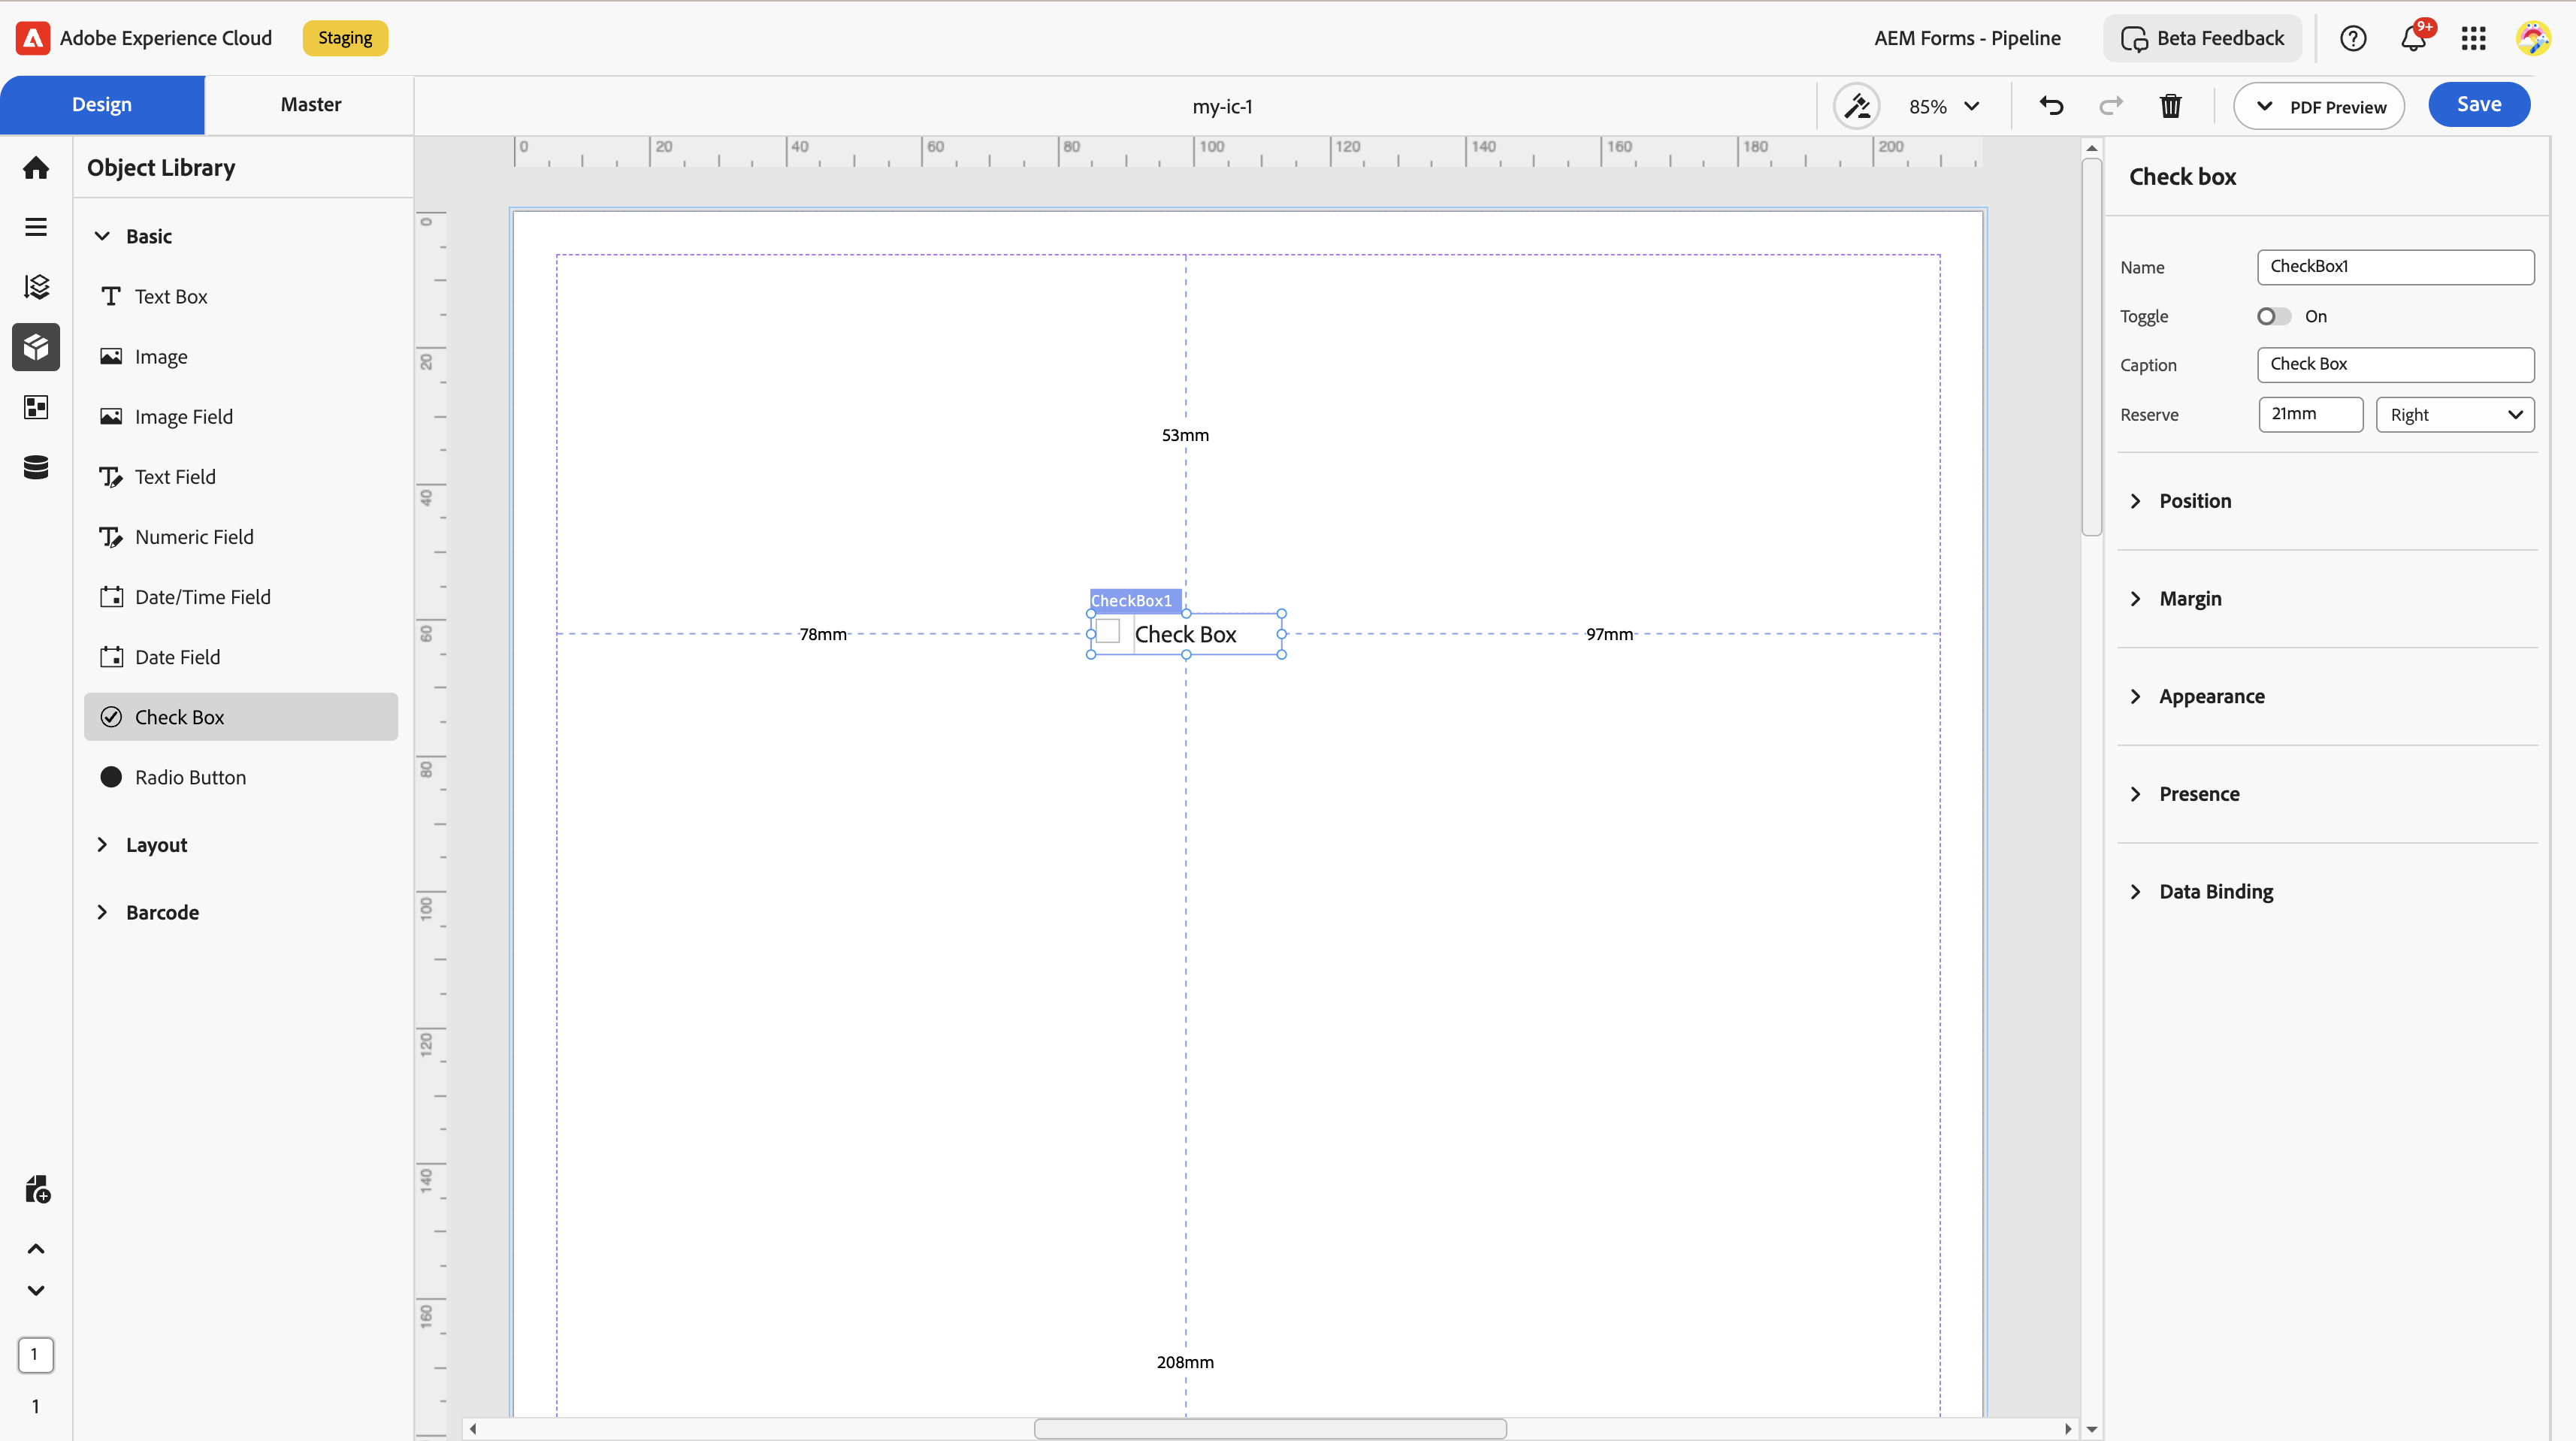 Adobe Experience Cloud
Staging
AEM Forms - Pipeline
Beta Feedback
9+
Design
Master
my-ic-1
85%
PDF Preview
Save
Object Library
Basic
Text Box
Image
Image Field
Text Field
Numeric Field
Date/Time Field
Date Field
Check Box
Radio Button
Layout
Barcode
1
1
0 20 40 60 80 100 120 140 160 180 200
0
20
40
60
80
100
120
140
160
53mm
CheckBox1
78mm
Check Box
97mm
208mm
Check box
Name
CheckBox1
Toggle
On
Caption
Check Box
Reserve
21mm
Right
Position
Margin
Appearance
Presence
Data Binding